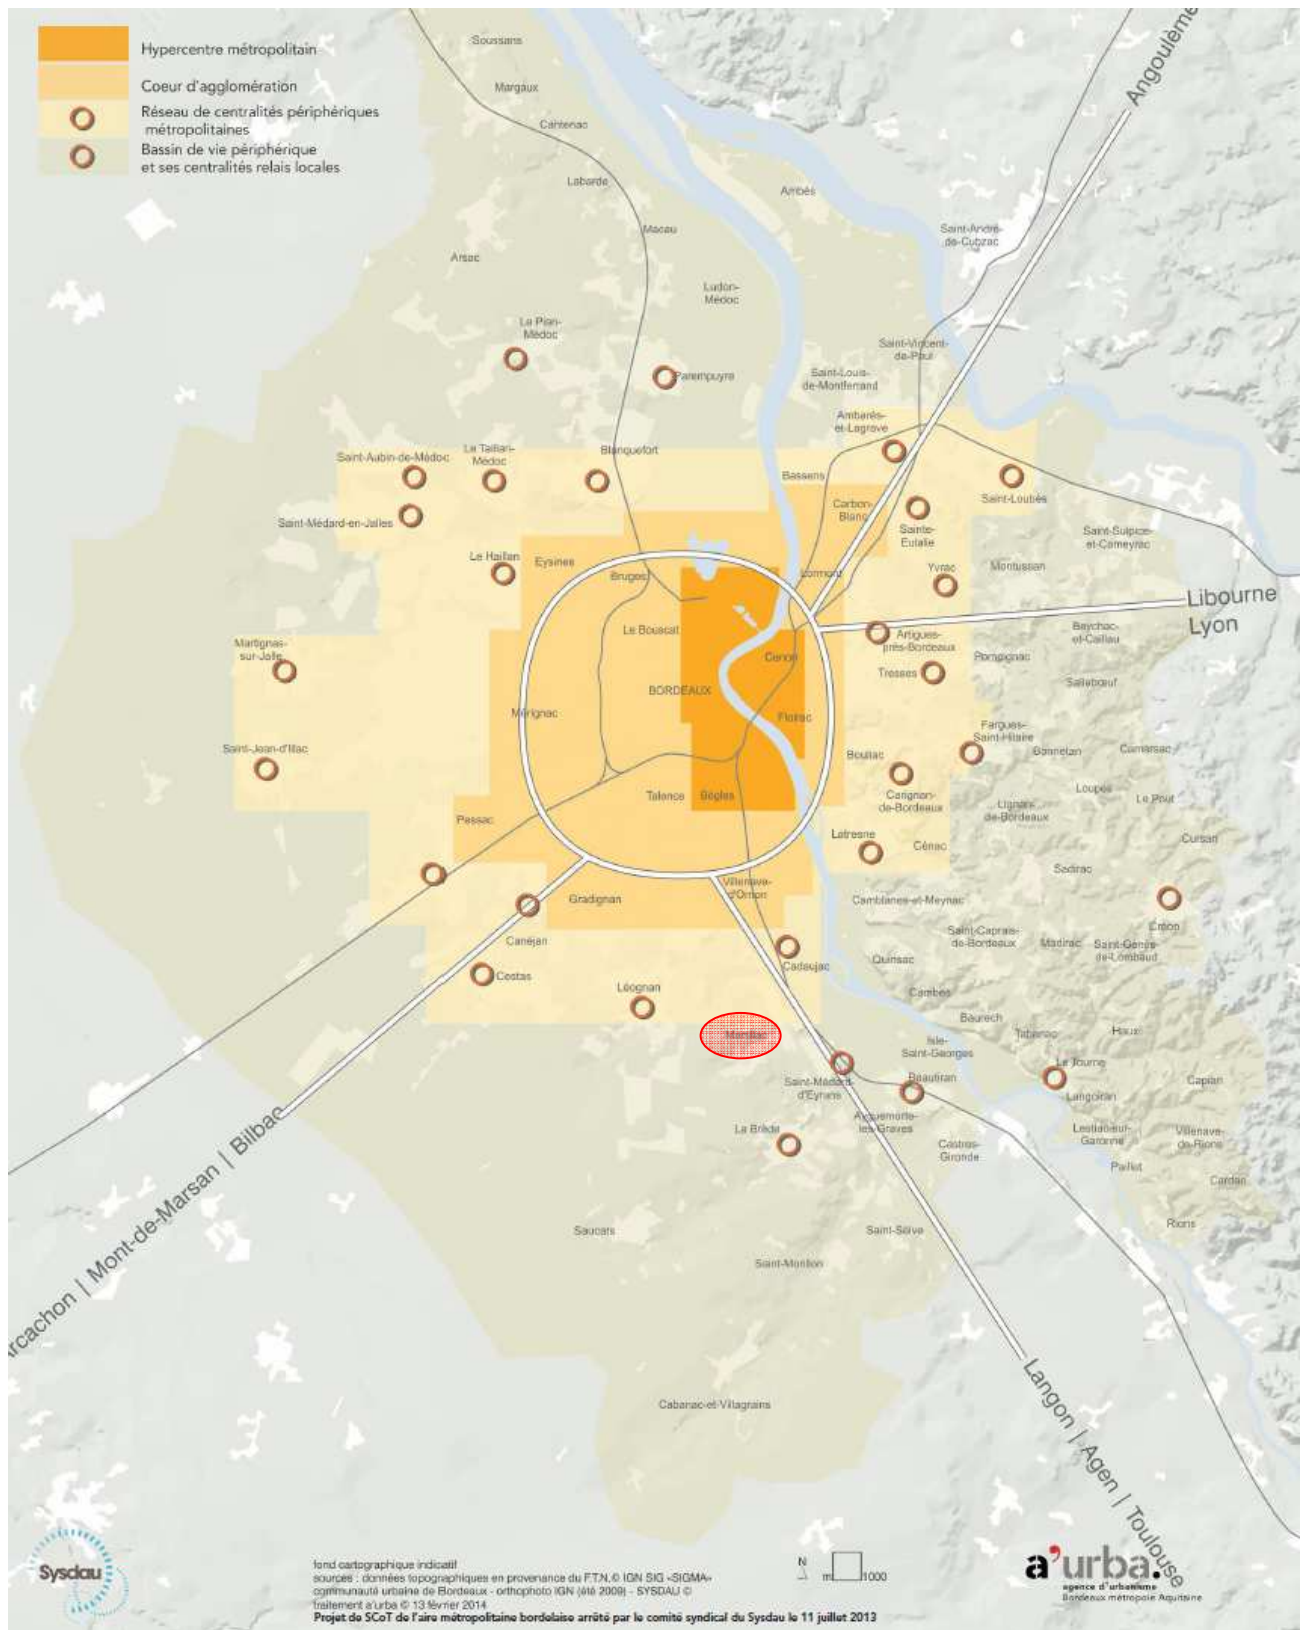 Hypercentre métropolitain
Coeur d'agglomération
Réseau de centralités périphériques
métropolitaines
Bassin de vie périphérique
et ses centralités relais locales
Soussans
Margaux
Cantenac
Labarde
Macau
Arsac
Ludon-
Médoc
Le Pian-
Médoc
Parempuyre
Ambès
Saint-André-
de-Cubzac
Angoulème
Saint-Vincent-
de-Paul
Saint-Louis-
de-Montferrand
Ambarès-
et-Lagrave
Saint-Aubin-de-Médoc
Le Taillan-
Médoc
Blanquefort
Bassens
Saint-Loubès
Saint-Médard-en-Jalles
Carbon-
Blanc
Sainte-
Eulalie
Saint-Sulpice-
et-Cameyrac
Le Haillan
Eysines
Bruges
Lormont
Yvrac
Montussan
Libourne
Lyon
Le Bouscat
Artigues-
près-Bordeaux
Beychac-
et-Caillau
Martignas-
sur-Jalle
Cenon
Pompignac
Tresses
Salleboeuf
BORDEAUX
Mérignac
Floirac
Fargues-
Saint-Hilaire
Saint-Jean-d'Illac
Bouliac
Bonnetan
Camarsac
Talence
Bègles
Carignan-
de-Bordeaux
Loupes
Lignan-
de-Bordeaux
Le Pout
Pessac
Latresne
Cénac
Cursan
Sadirac
Villenave-
d'Ornon
Gradignan
Camblanes-et-Meynac
Créon
Canéjan
Saint-Caprais-
de-Bordeaux
Madirac
Saint-Genès-
de-Lombaud
Cestas
Cadaujac
Quinsac
Léognan
Cambes
Baurech
Tabanac
Haux
Martillac
Isle-
Saint-Georges
Le Tourne
Saint-Médard-
d'Eyrans
Beautiran
Langoiran
Capian
Ayguemorte-
les-Graves
La Brède
Castres-
Gironde
Lestiac-sur-
Garonne
Villenave-
de-Rions
Paillet
Cardan
Rions
Saucats
Saint-Selve
Saint-Morillon
Cabanac-et-Villagrains
Arcachon | Mont-de-Marsan | Bilbao
Langon | Agen | Toulouse
Sysdau
fond cartographique indicatif
sources : données topographiques en provenance du F.T.N.© IGN SIG «SIGMA»
communauté urbaine de Bordeaux - orthophoto IGN (été 2009) - SYSDAU ©
traitement a'urba © 13 février 2014
Projet de SCoT de l'aire métropolitaine bordelaise arrêté par le comité syndical du Sysdau le 11 juillet 2013
N
m 1000
a'urba.
agence d'urbanisme
Bordeaux métropole Aquitaine